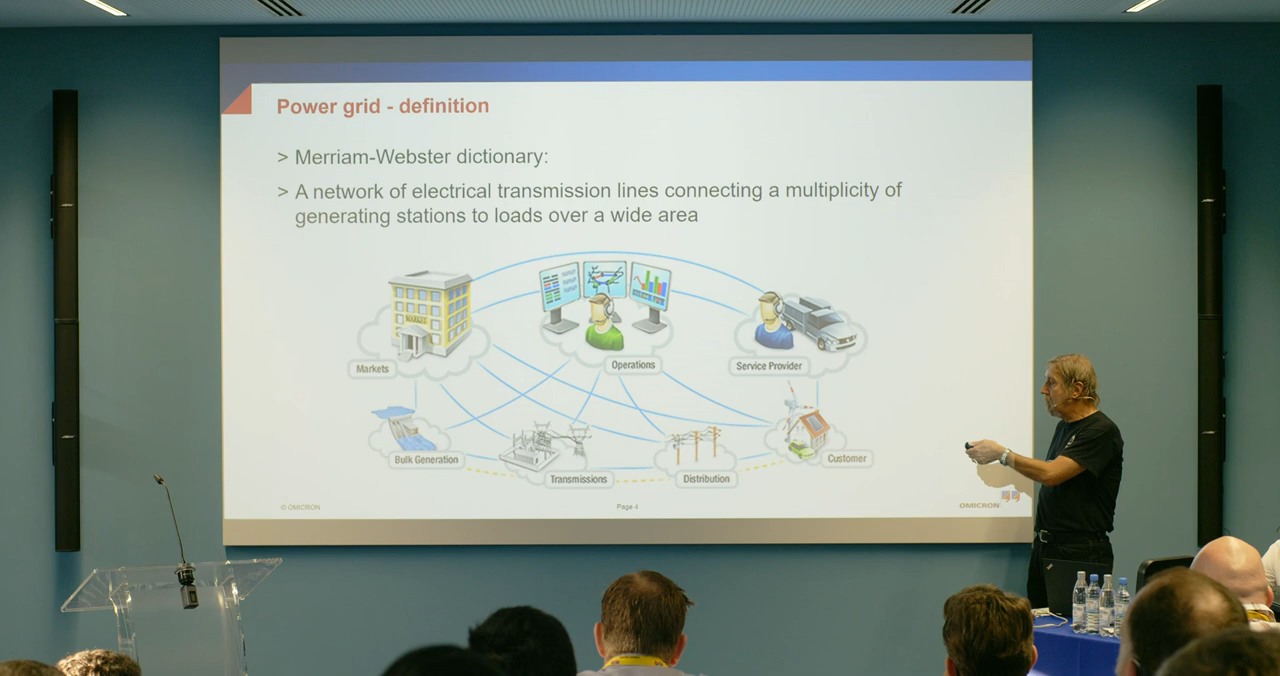 Power grid - definition
> Merriam-Webster dictionary:
> A network of electrical transmission lines connecting a multiplicity of
generating stations to loads over a wide area
MARKET
Markets
Operations
Service Provider
Bulk Generation
Transmissions
Distribution
Customer
© OMICRON
Page 4
OMICRON